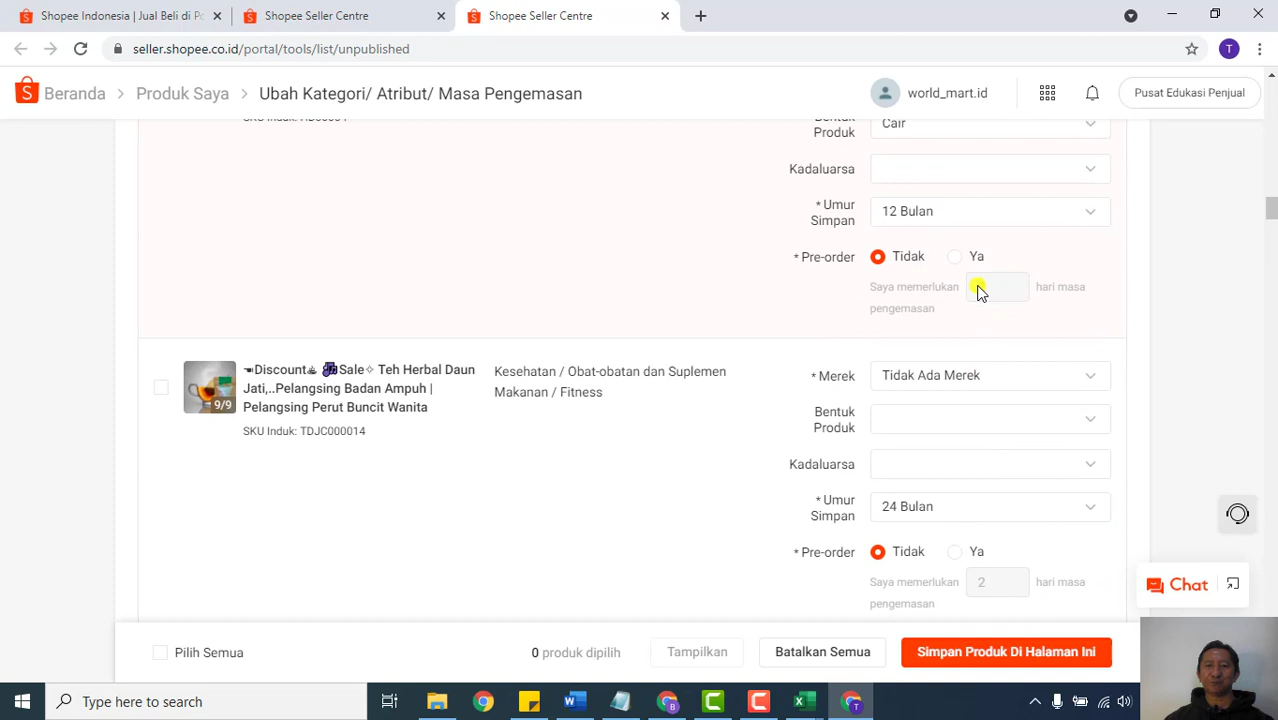 Shopee Indonesia | Jual Beli di Po
Shopee Seller Centre
Shopee Seller Centre
seller.shopee.co.id/portal/tools/list/unpublished
T
Beranda > Produk Saya > Ubah Kategori/ Atribut/ Masa Pengemasan
world_mart.id
Pusat Edukasi Penjual
Produk
Cair
Kadaluarsa
* Umur
Simpan
12 Bulan
* Pre-order
Tidak
Ya
Saya memerlukan
hari masa
pengemasan
☚Discount☕ Sale✧ Teh Herbal Daun
Jati,..Pelangsing Badan Ampuh |
Pelangsing Perut Buncit Wanita
9/9
SKU Induk: TDJC000014
Kesehatan / Obat-obatan dan Suplemen
Makanan / Fitness
* Merek
Tidak Ada Merek
Bentuk
Produk
Kadaluarsa
* Umur
Simpan
24 Bulan
* Pre-order
Tidak
Ya
Saya memerlukan
2
hari masa
pengemasan
Chat
Pilih Semua
0 produk dipilih
Tampilkan
Batalkan Semua
Simpan Produk Di Halaman Ini
Type here to search